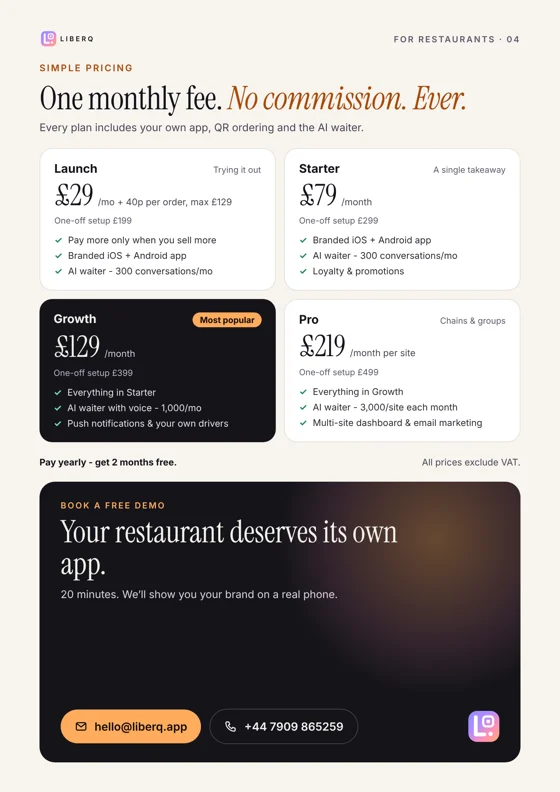 LIBERQ
FOR RESTAURANTS · 04
SIMPLE PRICING
One monthly fee. No commission. Ever.
Every plan includes your own app, QR ordering and the AI waiter.
Launch
Trying it out
£29 /mo + 40p per order, max £129
One-off setup £199
✓ Pay more only when you sell more
✓ Branded iOS + Android app
✓ AI waiter - 300 conversations/mo
Starter
A single takeaway
£79 /month
One-off setup £299
✓ Branded iOS + Android app
✓ AI waiter - 300 conversations/mo
✓ Loyalty & promotions
Growth
Most popular
£129 /month
One-off setup £399
✓ Everything in Starter
✓ AI waiter with voice - 1,000/mo
✓ Push notifications & your own drivers
Pro
Chains & groups
£219 /month per site
One-off setup £499
✓ Everything in Growth
✓ AI waiter - 3,000/site each month
✓ Multi-site dashboard & email marketing
Pay yearly - get 2 months free.
All prices exclude VAT.
BOOK A FREE DEMO
Your restaurant deserves its own
app.
20 minutes. We’ll show you your brand on a real phone.
hello@liberq.app
+44 7909 865259